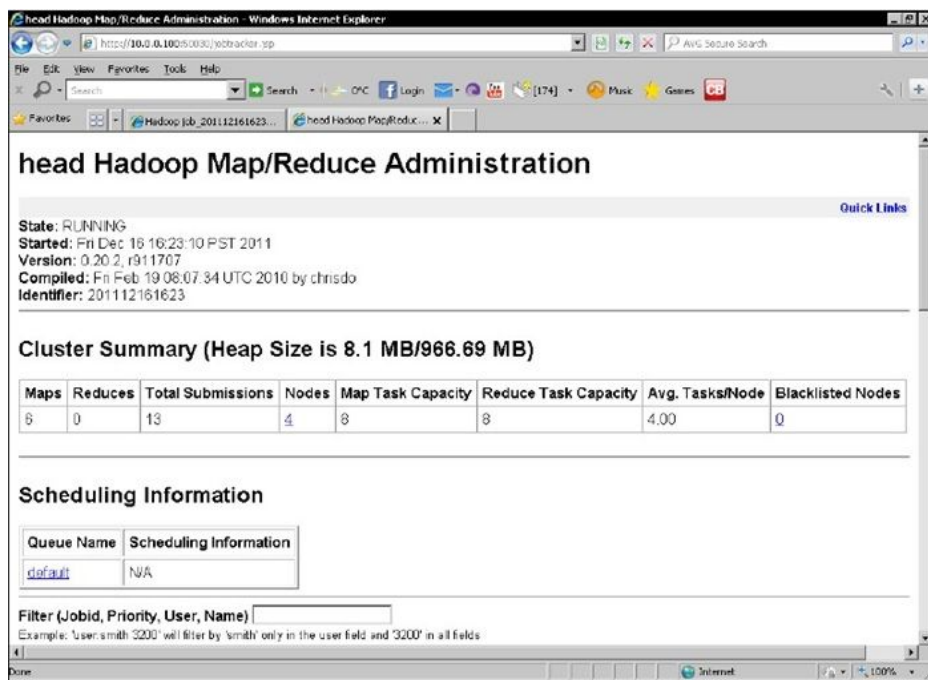 head Hadoop Map/Reduce Administration - Windows Internet Explorer
http://10.0.0.100:50030/jobtracker.jsp
AVG Secure Search
File Edit View Favorites Tools Help
Search
Search
0°C
Login
[174]
Music
Games
Favorites
Hadoop job_201112161623...
head Hadoop Map/Reduc...
head Hadoop Map/Reduce Administration
Quick Links
State: RUNNING
Started: Fri Dec 16 16:23:10 PST 2011
Version: 0.20.2, r911707
Compiled: Fri Feb 19 08:07:34 UTC 2010 by chrisdo
Identifier: 201112161623
Cluster Summary (Heap Size is 8.1 MB/966.69 MB)
Maps Reduces Total Submissions Nodes Map Task Capacity Reduce Task Capacity Avg. Tasks/Node Blacklisted Nodes
6 0 13 4 8 8 4.00 0
Scheduling Information
Queue Name Scheduling Information
default N/A
Filter (Jobid, Priority, User, Name)
Example: 'user:smith 3200' will filter by 'smith' only in the user field and '3200' in all fields
Done
Internet
100%